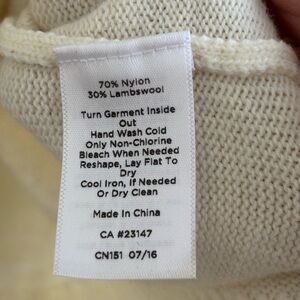 70% Nylon
30% Lambswool
Turn Garment Inside
Out
Hand Wash Cold
Only Non-Chlorine
Bleach When Needed
Reshape, Lay Flat To
Dry
Cool Iron, If Needed
Or Dry Clean
Made In China
CA #23147
CN151 07/16